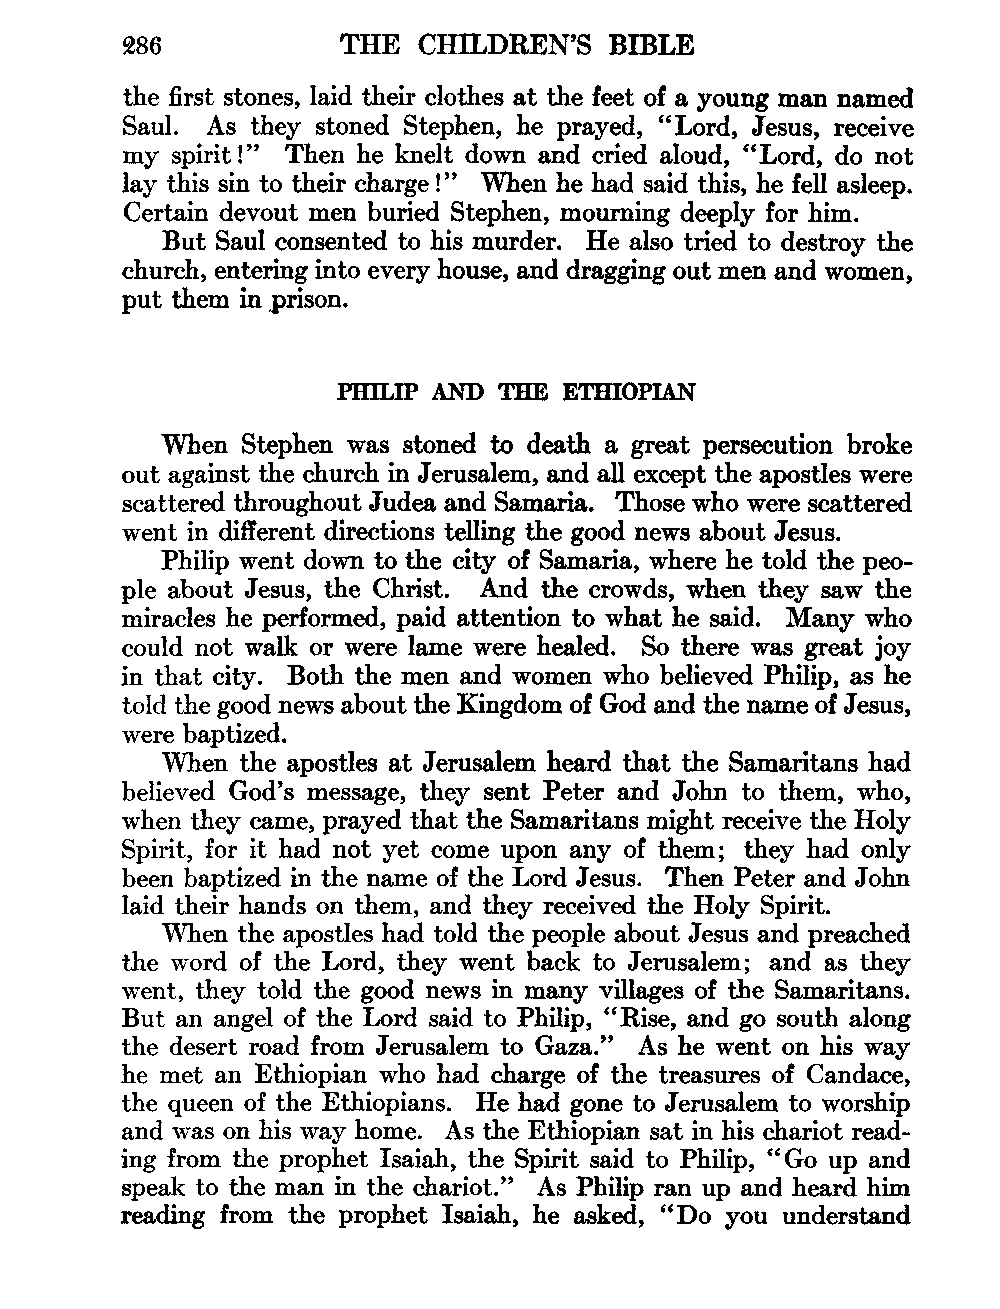 286 THE CHILDREN'S BIBLE
the first stones, laid their clothes at the feet of a young man named
Saul. As they stoned Stephen, he prayed, “Lord, Jesus, receive
my spirit!” Then he knelt down and cried aloud, “Lord, do not
lay this sin to their charge!” When he had said this, he fell asleep.
Certain devout men buried Stephen, mourning deeply for him.
But Saul consented to his murder. He also tried to destroy the
church, entering into every house, and dragging out men and women,
put them in prison.
PHILIP AND THE ETHIOPIAN
When Stephen was stoned to death a great persecution broke
out against the church in Jerusalem, and all except the apostles were
scattered throughout Judea and Samaria. Those who were scattered
went in different directions telling the good news about Jesus.
Philip went down to the city of Samaria, where he told the peo-
ple about Jesus, the Christ. And the crowds, when they saw the
miracles he performed, paid attention to what he said. Many who
could not walk or were lame were healed. So there was great joy
in that city. Both the men and women who believed Philip, as he
told the good news about the Kingdom of God and the name of Jesus,
were baptized.
When the apostles at Jerusalem heard that the Samaritans had
believed God's message, they sent Peter and John to them, who,
when they came, prayed that the Samaritans might receive the Holy
Spirit, for it had not yet come upon any of them; they had only
been baptized in the name of the Lord Jesus. Then Peter and John
laid their hands on them, and they received the Holy Spirit.
When the apostles had told the people about Jesus and preached
the word of the Lord, they went back to Jerusalem; and as they
went, they told the good news in many villages of the Samaritans.
But an angel of the Lord said to Philip, “Rise, and go south along
the desert road from Jerusalem to Gaza.” As he went on his way
he met an Ethiopian who had charge of the treasures of Candace,
the queen of the Ethiopians. He had gone to Jerusalem to worship
and was on his way home. As the Ethiopian sat in his chariot read-
ing from the prophet Isaiah, the Spirit said to Philip, “Go up and
speak to the man in the chariot.” As Philip ran up and heard him
reading from the prophet Isaiah, he asked, “Do you understand